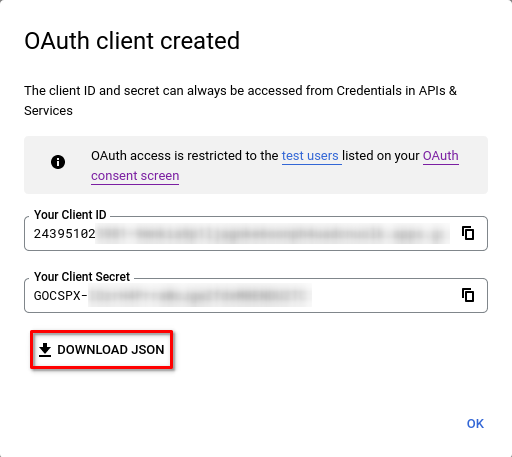 OAuth client created
The client ID and secret can always be accessed from Credentials in APIs &
Services
OAuth access is restricted to the test users listed on your OAuth
consent screen
Your Client ID
24395102
Your Client Secret
GOCSPX-
DOWNLOAD JSON
OK